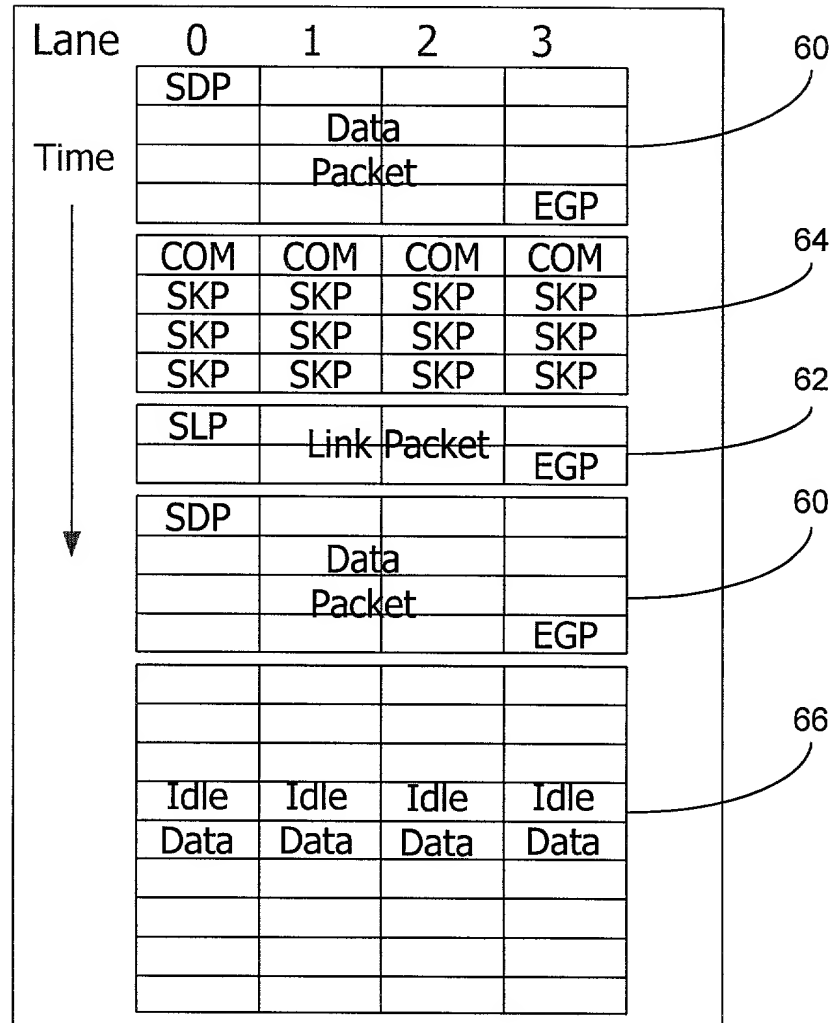 Lane 0 1 2 3
60
SDP
Data
Time
Packet
EGP
64
COM COM COM COM
SKP SKP SKP SKP
SKP SKP SKP SKP
SKP SKP SKP SKP
62
SLP
Link Packet
EGP
60
SDP
Data
Packet
EGP
66
Idle Idle Idle Idle
Data Data Data Data